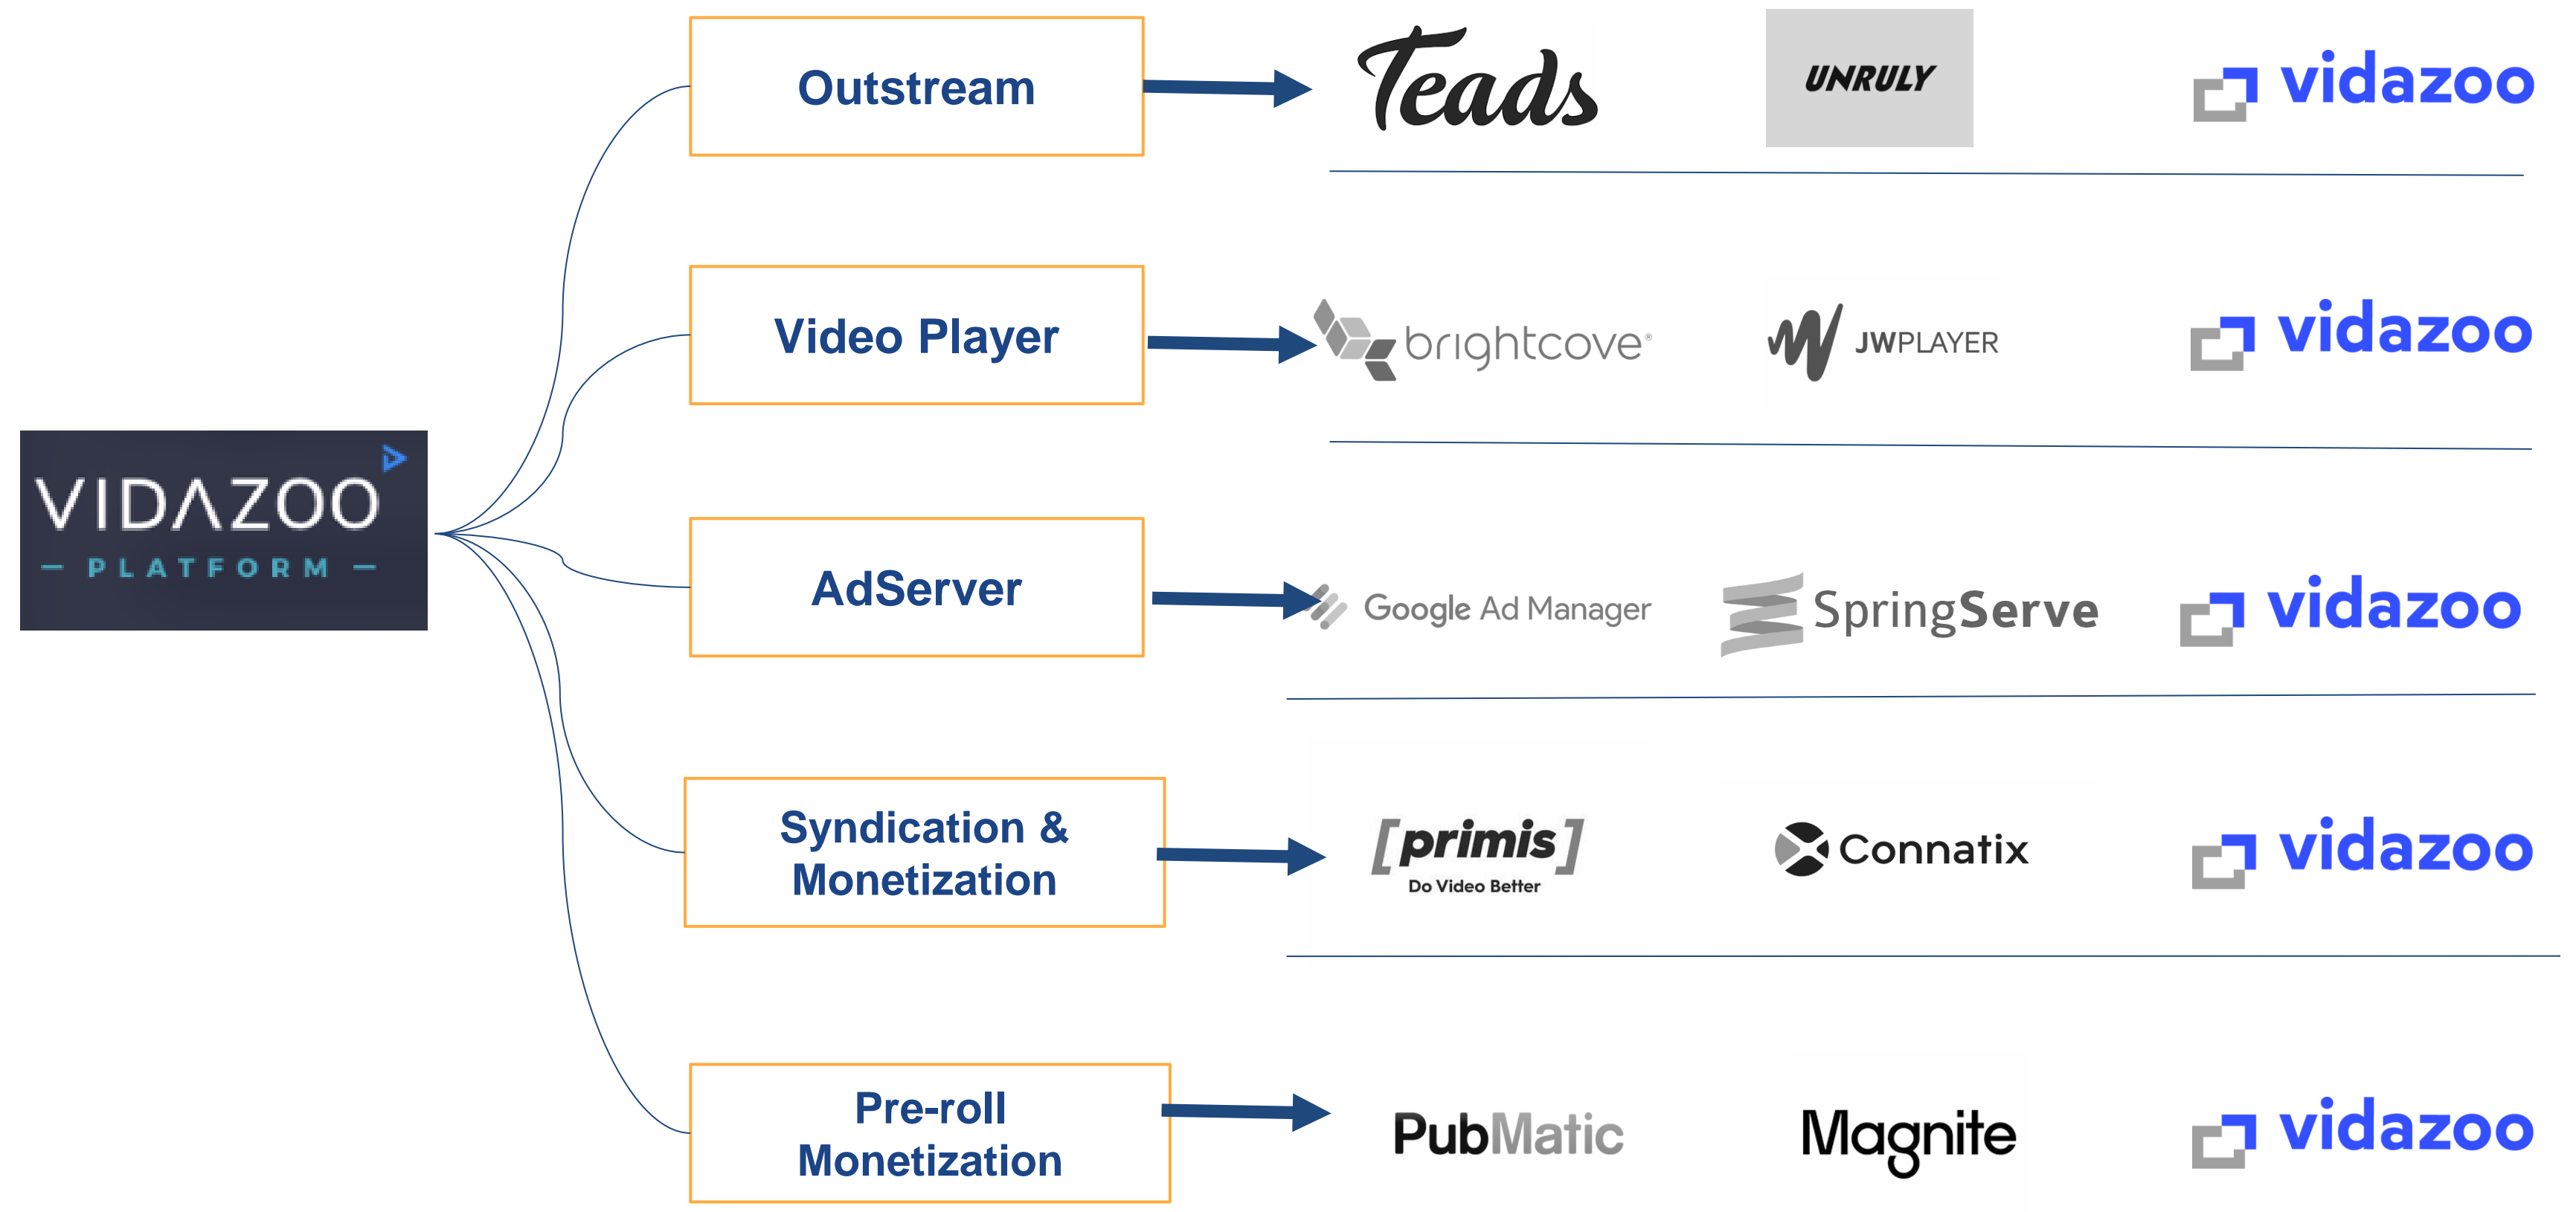 Outstream
Teads
UNRULY
vidazoo
Video Player
brightcove®
JWPLAYER
vidazoo
VIDAZOO
— PLATFORM —
AdServer
Google Ad Manager
SpringServe
vidazoo
Syndication &
Monetization
[primis]
Do Video Better
Connatix
vidazoo
Pre-roll
Monetization
PubMatic
Magnite
vidazoo